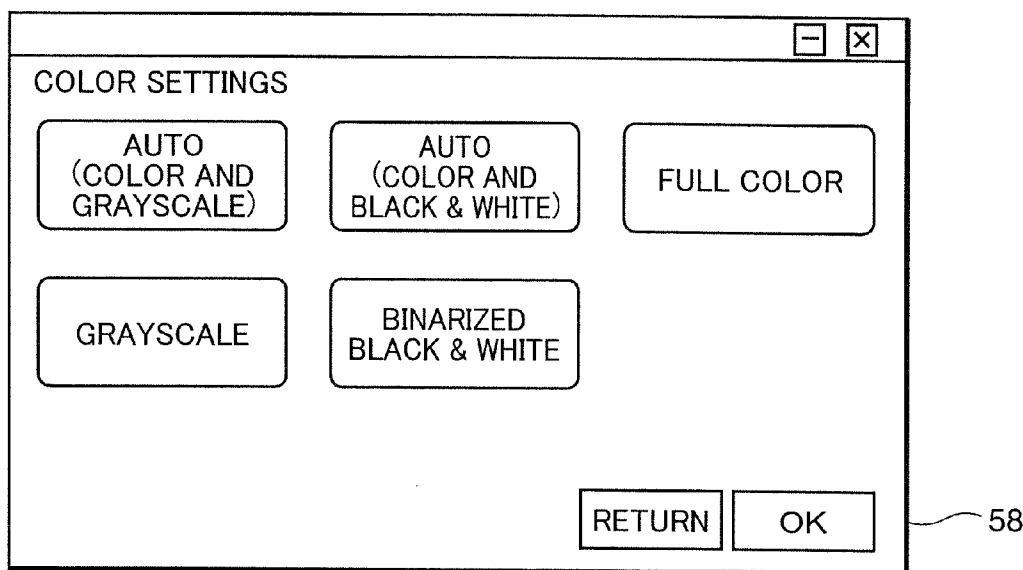 COLOR SETTINGS
AUTO
(COLOR AND
GRAYSCALE)
AUTO
(COLOR AND
BLACK & WHITE)
FULL COLOR
GRAYSCALE
BINARIZED
BLACK & WHITE
RETURN
OK
58